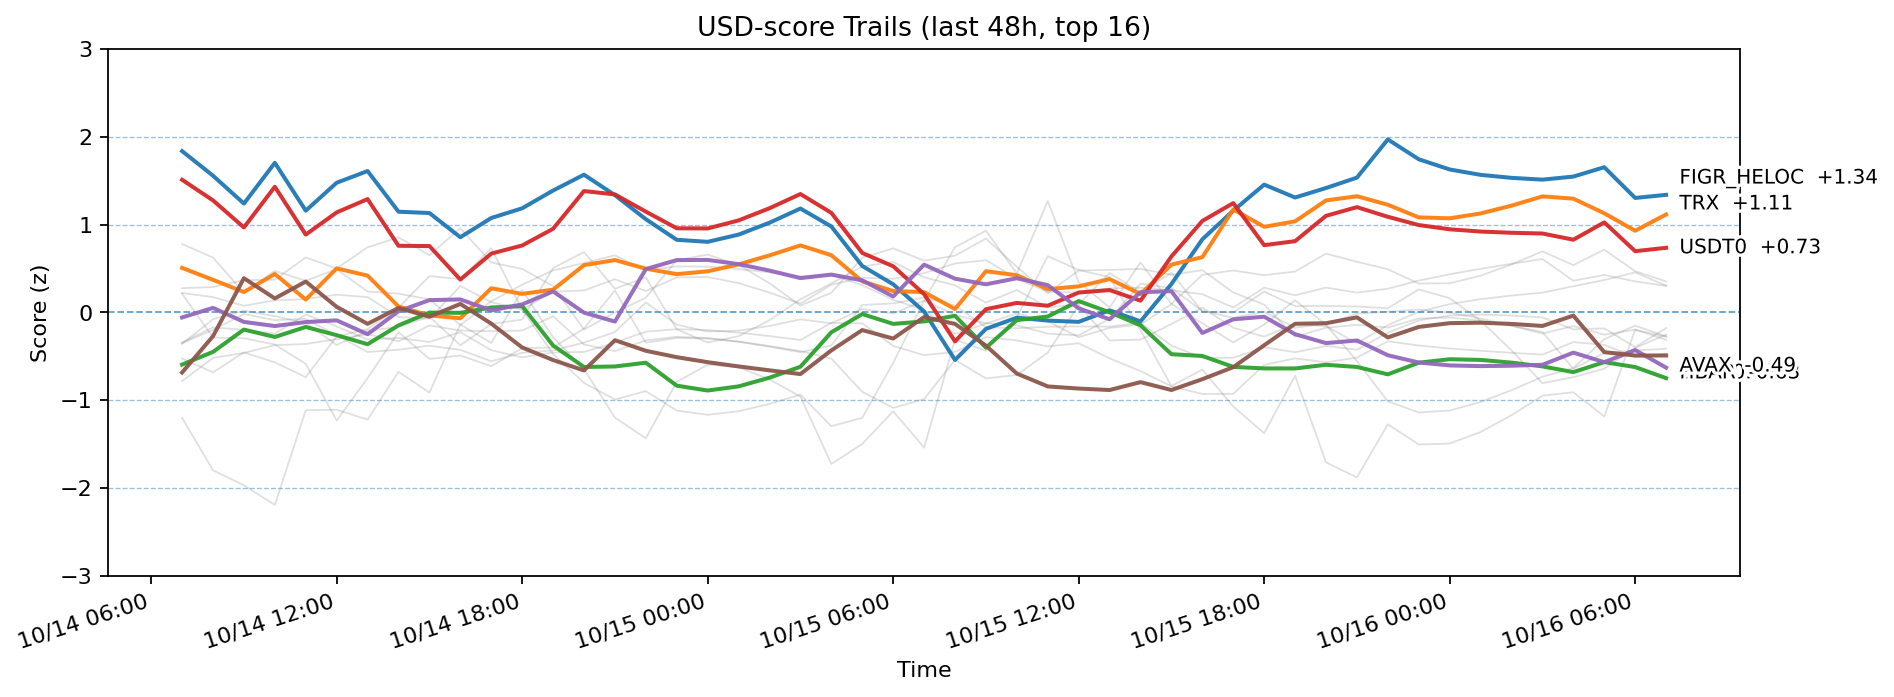 USD-score Trails (last 48h, top 16)
Score (z)
3
2
1
0
−1
−2
−3
FIGR_HELOC +1.34
TRX +1.11
USDT0 +0.73
AVAX -0.49
10/14 06:00
10/14 12:00
10/14 18:00
10/15 00:00
10/15 06:00
10/15 12:00
10/15 18:00
10/16 00:00
10/16 06:00
Time